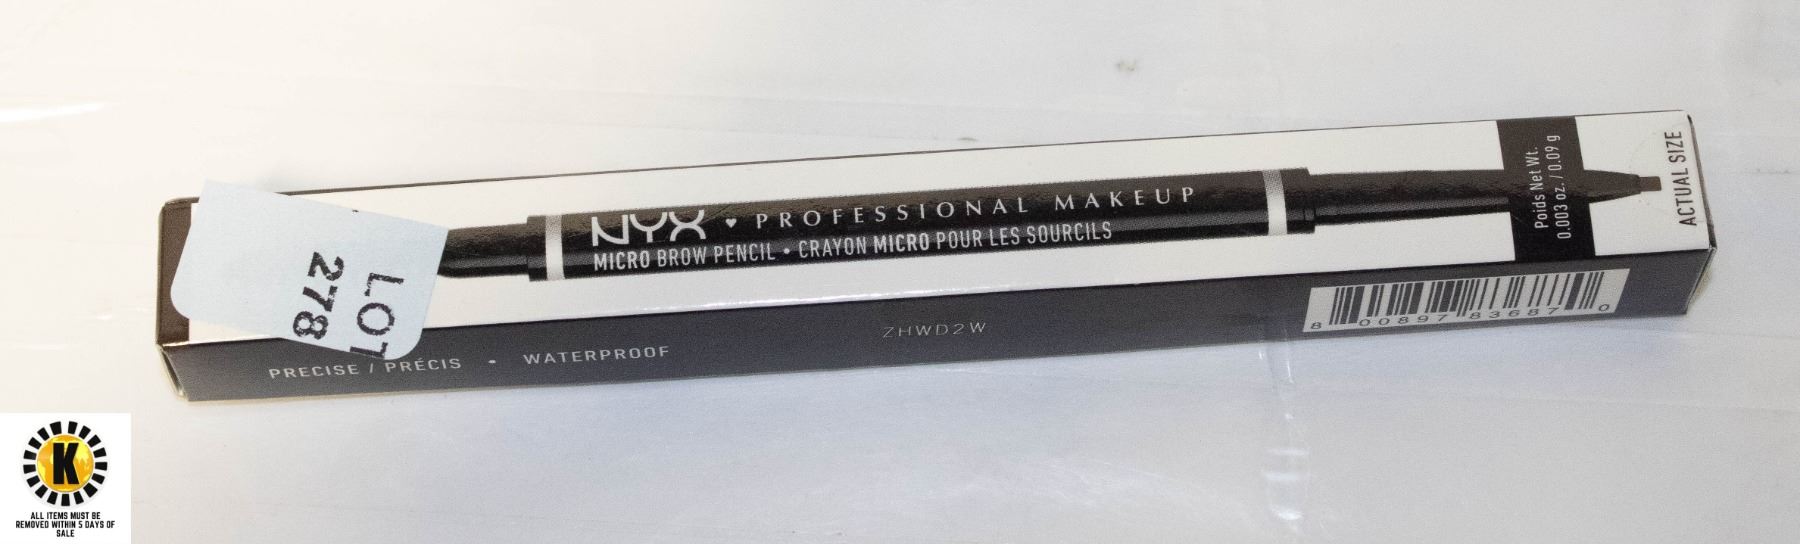 LOT
278
NYX ♥ PROFESSIONAL MAKEUP
MICRO BROW PENCIL • CRAYON MICRO POUR LES SOURCILS
Poids Net Wt.
0.003 oz. / 0.09 g
ACTUAL SIZE
PRECISE / PRÉCIS • WATERPROOF
ZHWD2W
8 00897 83687 0
K
ALL ITEMS MUST BE
REMOVED WITHIN 5 DAYS OF
SALE